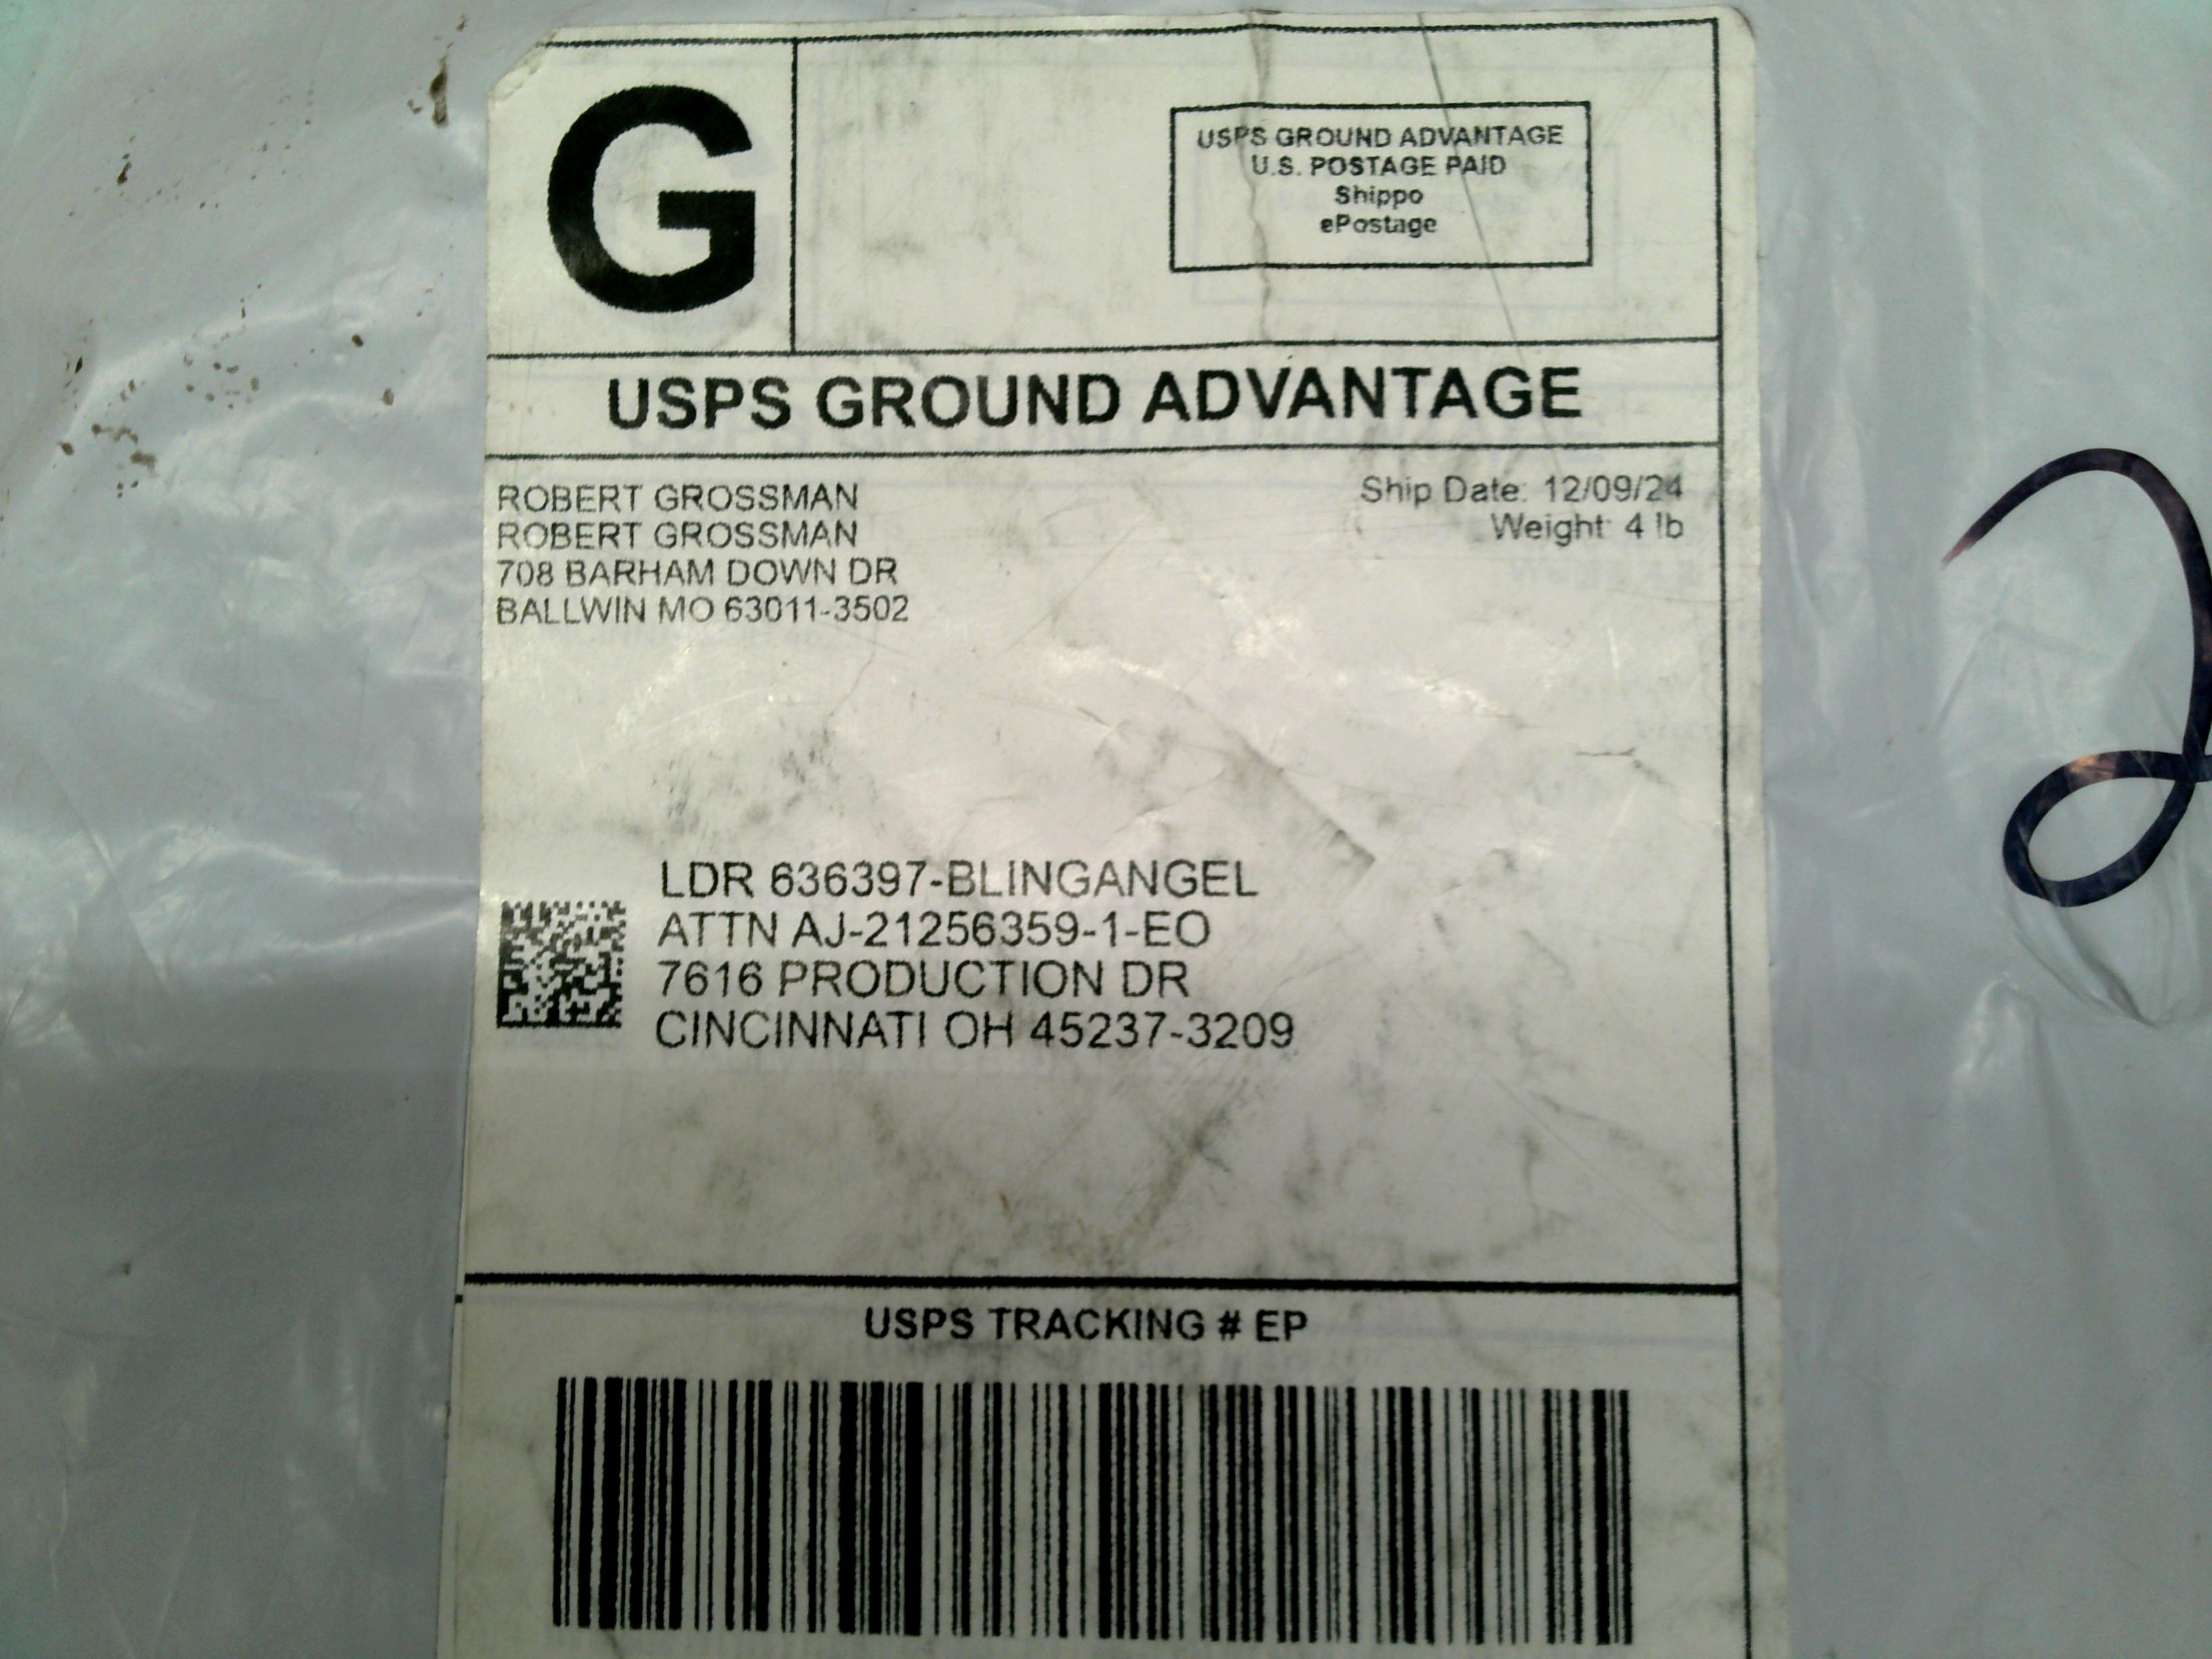 G
USPS GROUND ADVANTAGE
U.S. POSTAGE PAID
Shippo
ePostage
USPS GROUND ADVANTAGE
ROBERT GROSSMAN
ROBERT GROSSMAN
708 BARHAM DOWN DR
BALLWIN MO 63011-3502
Ship Date: 12/09/24
Weight: 4 lb
LDR 636397-BLINGANGEL
ATTN AJ-21256359-1-EO
7616 PRODUCTION DR
CINCINNATI OH 45237-3209
USPS TRACKING # EP
2